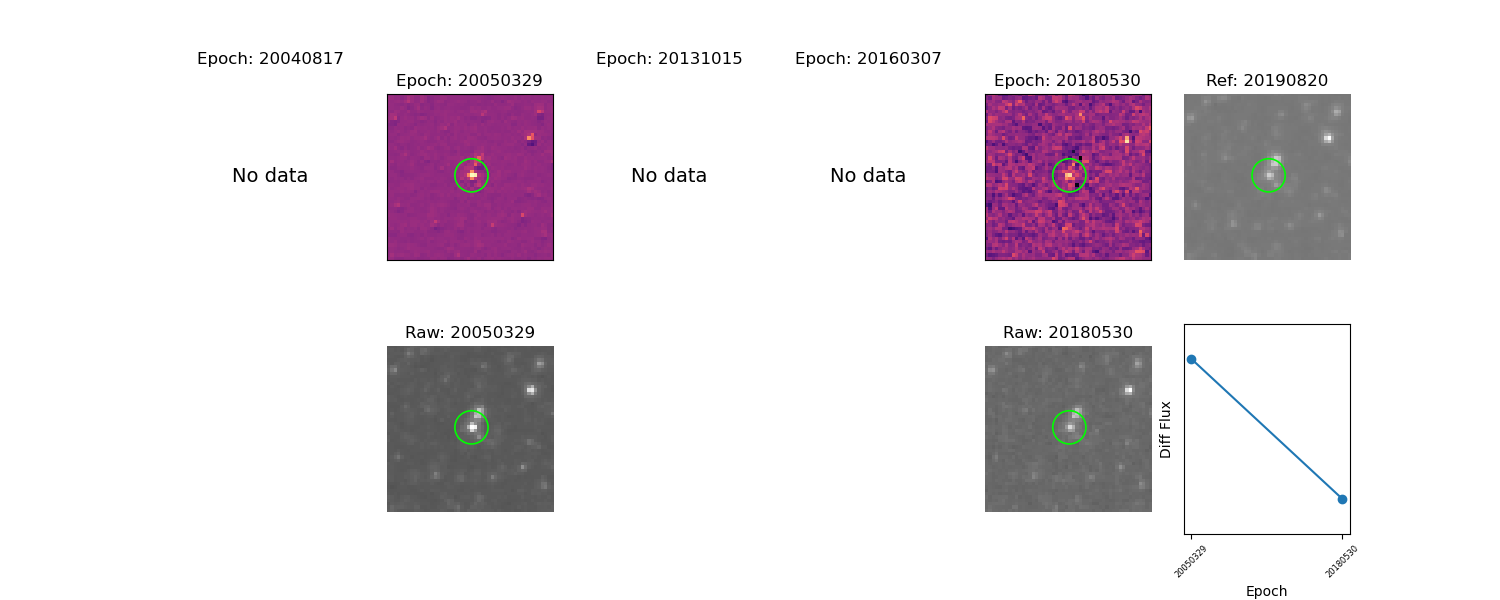 Epoch: 20040817
Epoch: 20050329
Epoch: 20131015
Epoch: 20160307
Epoch: 20180530
Ref: 20190820
No data
No data
No data
Raw: 20050329
Raw: 20180530
Diff Flux
20050329
20180530
Epoch